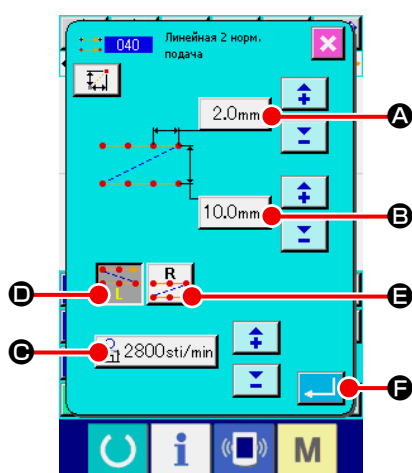 040 Линейная 2 норм.
подача
2.0mm
A
10.0mm
B
L
R
D
E
C
2800sti/min
F
i
M